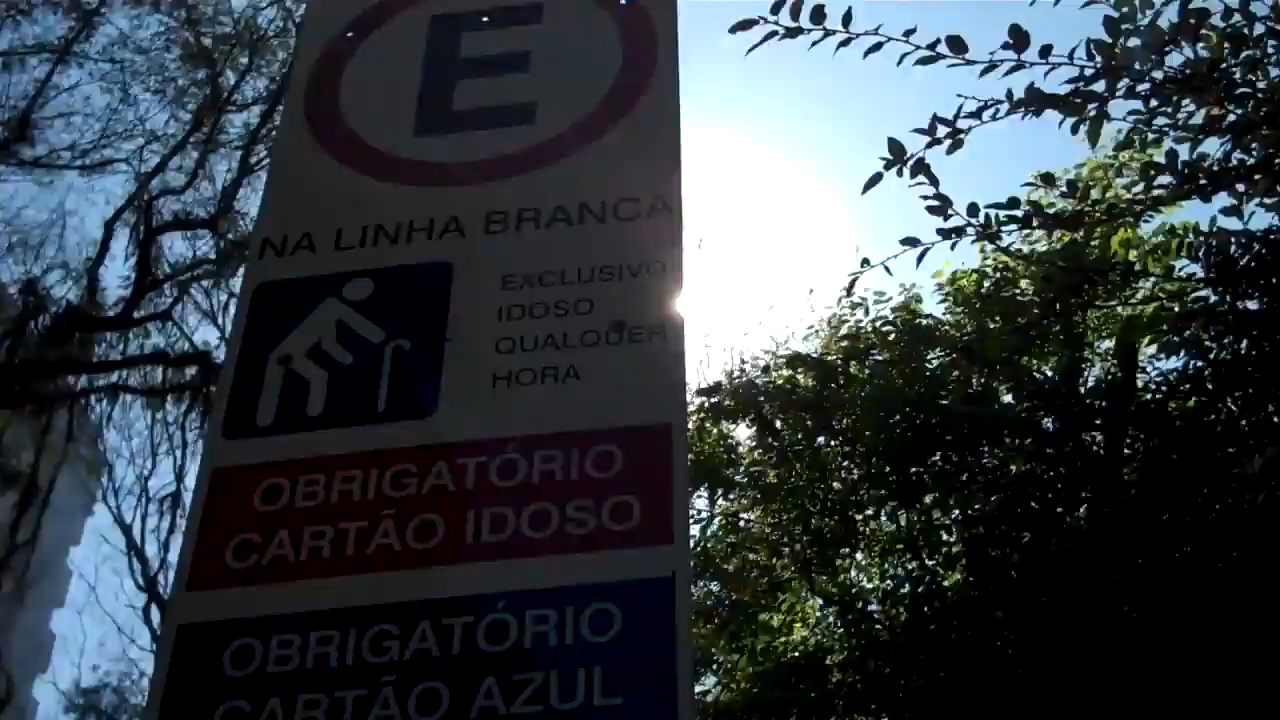 E
NA LINHA BRANCA
EXCLUSIVO
IDOSO
QUALQUER
HORA
OBRIGATÓRIO
CARTÃO IDOSO
OBRIGATÓRIO
CARTÃO AZUL